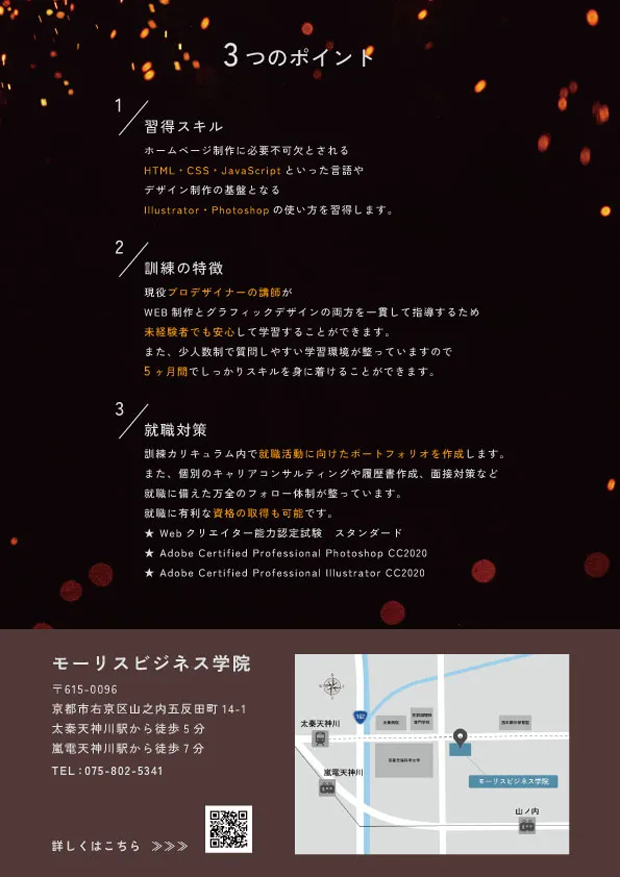 3つのポイント
1
習得スキル
ホームページ制作に必要不可欠とされる
HTML・CSS・JavaScript といった言語や
デザイン制作の基盤となる
Illustrator・Photoshop の使い方を習得します。
2
訓練の特徴
現役プロデザイナーの講師が
WEB 制作とグラフィックデザインの両方を一貫して指導するため
未経験者でも安心して学習することができます。
また、少人数制で質問しやすい学習環境が整っていますので
5 ヶ月間でしっかりスキルを身に着けることができます。
3
就職対策
訓練カリキュラム内で就職活動に向けたポートフォリオを作成します。
また、個別のキャリアコンサルティングや履歴書作成、面接対策など
就職に備えた万全のフォロー体制が整っています。
就職に有利な資格の取得も可能です。
★ Web クリエイター能力認定試験　スタンダード
★ Adobe Certified Professional Photoshop CC2020
★ Adobe Certified Professional Illustrator CC2020
モーリスビジネス学院
〒615-0096
京都市右京区山之内五反田町 14-1
太秦天神川駅から徒歩 5 分
嵐電天神川駅から徒歩 7 分
TEL : 075-802-5341
詳しくはこちら ≫≫≫
太秦天神川
嵐電天神川
モーリスビジネス学院
山ノ内